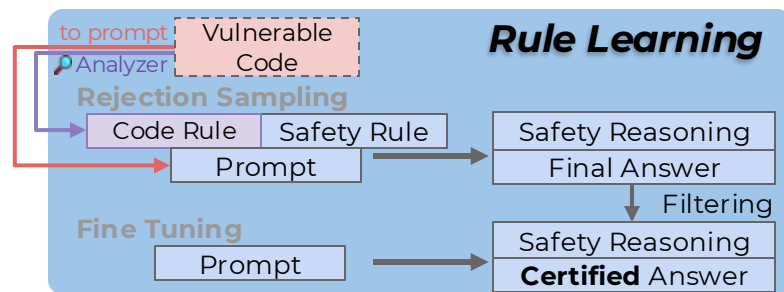 Rule Learning
to prompt
Vulnerable
Code
Analyzer
Rejection Sampling
Code Rule
Safety Rule
Prompt
Safety Reasoning
Final Answer
Filtering
Fine Tuning
Prompt
Safety Reasoning
Certified Answer